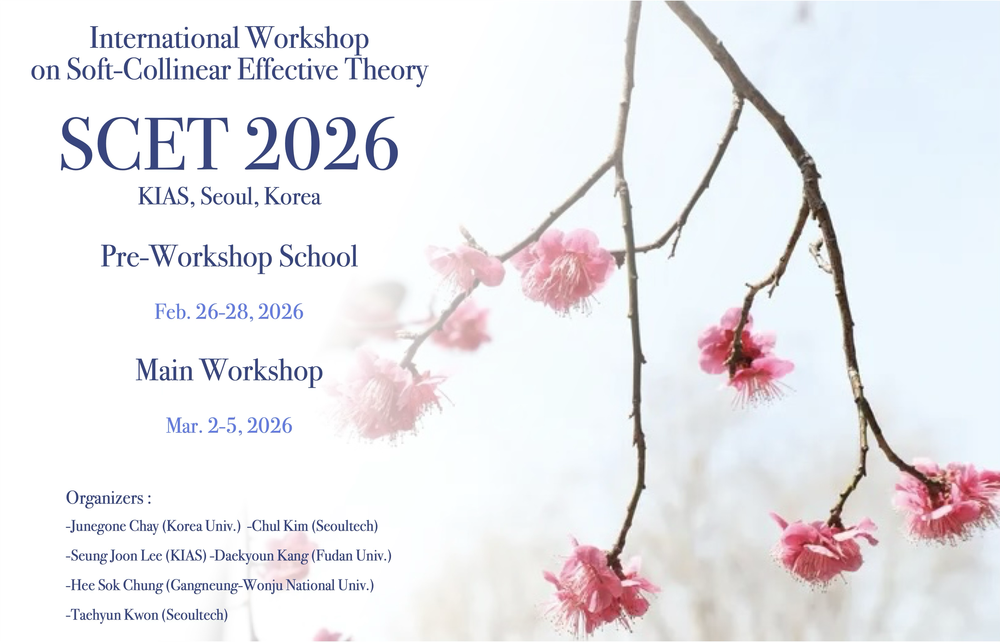 International Workshop
on Soft-Collinear Effective Theory
SCET 2026
KIAS, Seoul, Korea
Pre-Workshop School
Feb. 26-28, 2026
Main Workshop
Mar. 2-5, 2026
Organizers :
-Junegone Chay (Korea Univ.) -Chul Kim (Seoultech)
-Seung Joon Lee (KIAS) -Daekyoun Kang (Fudan Univ.)
-Hee Sok Chung (Gangneung-Wonju National Univ.)
-Taehyun Kwon (Seoultech)